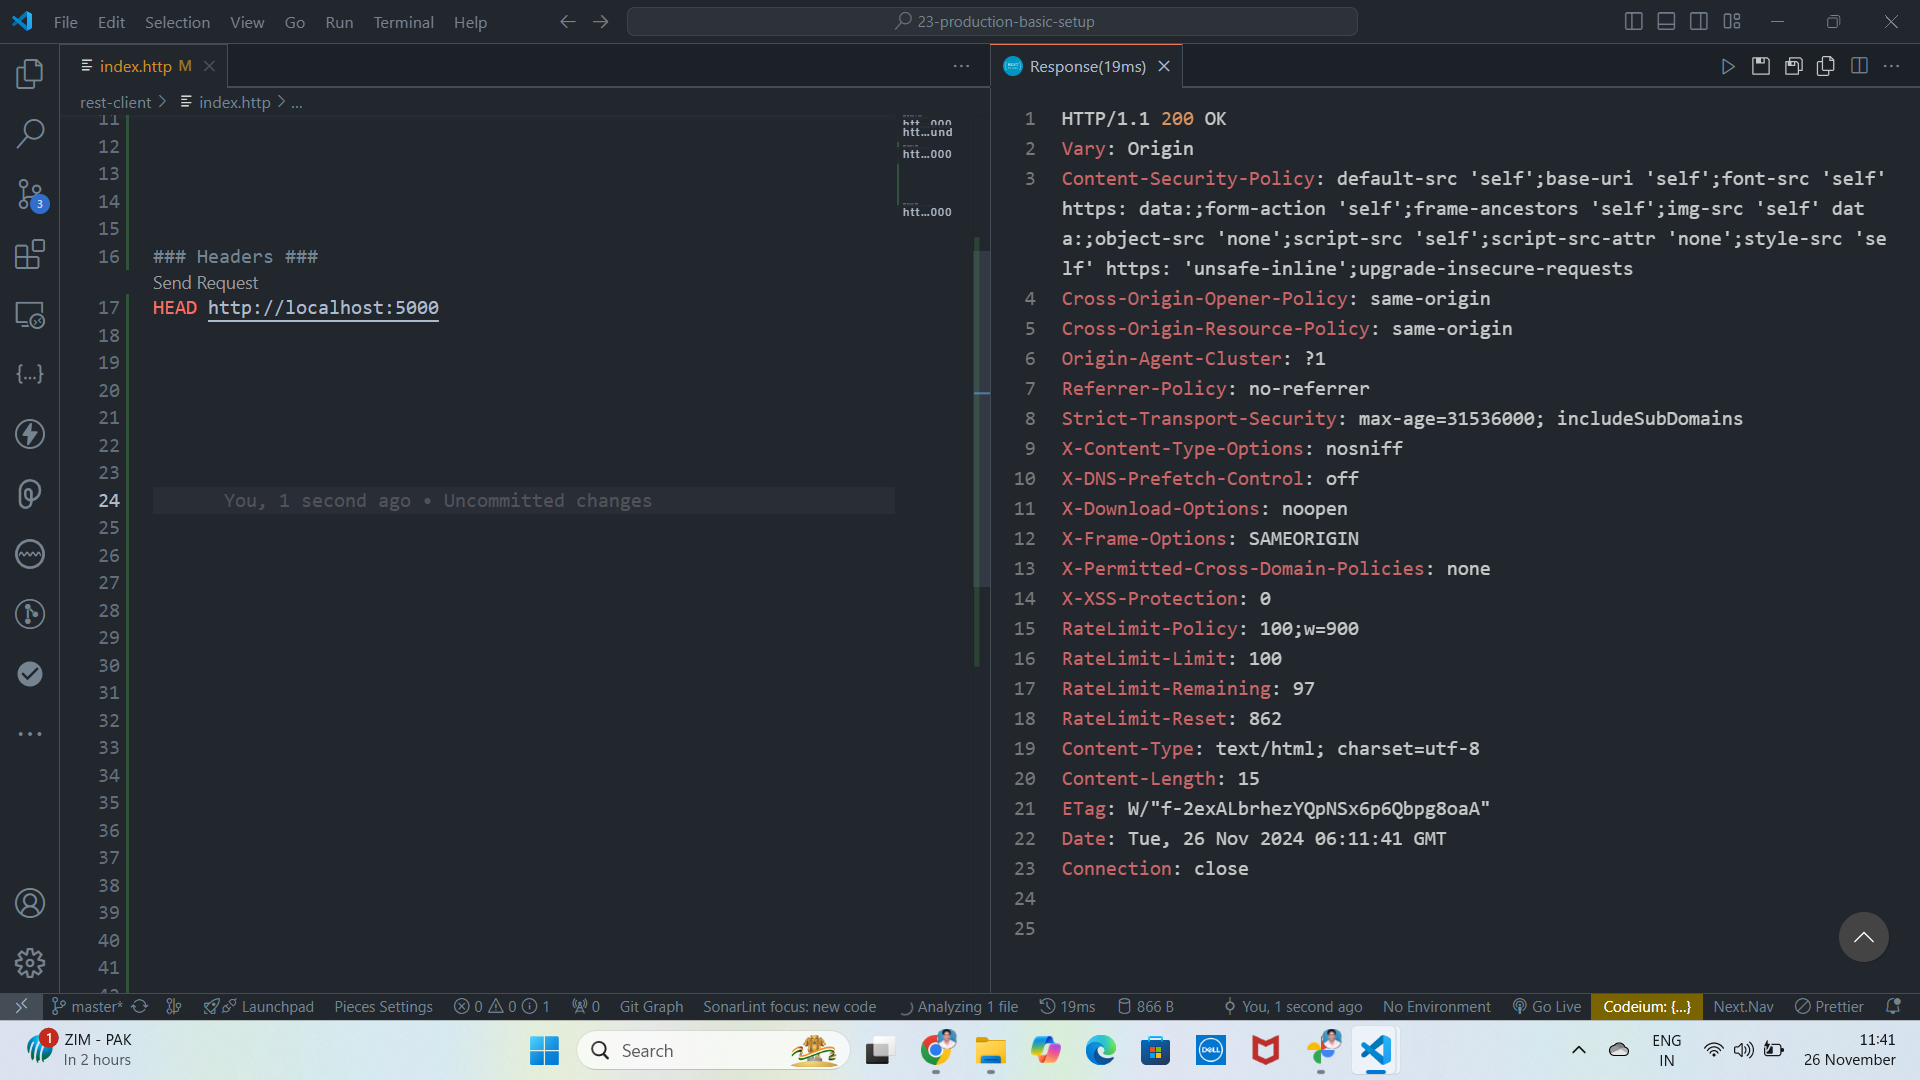 File Edit Selection View Go Run Terminal Help
23-production-basic-setup
index.http M
rest-client > index.http > ...
11
12
13
14
15
16 ### Headers ###
Send Request
17 HEAD http://localhost:5000
18
19
20
21
22
23
24 You, 1 second ago • Uncommitted changes
25
26
27
28
29
30
31
32
33
34
35
36
37
38
39
40
41
htt…000
htt…und
htt…000
htt…000
3
Response(19ms)
1 HTTP/1.1 200 OK
2 Vary: Origin
3 Content-Security-Policy: default-src 'self';base-uri 'self';font-src 'self'
https: data:;form-action 'self';frame-ancestors 'self';img-src 'self' dat
a:;object-src 'none';script-src 'self';script-src-attr 'none';style-src 'se
lf' https: 'unsafe-inline';upgrade-insecure-requests
4 Cross-Origin-Opener-Policy: same-origin
5 Cross-Origin-Resource-Policy: same-origin
6 Origin-Agent-Cluster: ?1
7 Referrer-Policy: no-referrer
8 Strict-Transport-Security: max-age=31536000; includeSubDomains
9 X-Content-Type-Options: nosniff
10 X-DNS-Prefetch-Control: off
11 X-Download-Options: noopen
12 X-Frame-Options: SAMEORIGIN
13 X-Permitted-Cross-Domain-Policies: none
14 X-XSS-Protection: 0
15 RateLimit-Policy: 100;w=900
16 RateLimit-Limit: 100
17 RateLimit-Remaining: 97
18 RateLimit-Reset: 862
19 Content-Type: text/html; charset=utf-8
20 Content-Length: 15
21 ETag: W/"f-2exALbrhezYQpNSx6p6Qbpg8oaA"
22 Date: Tue, 26 Nov 2024 06:11:41 GMT
23 Connection: close
24
25
master* Launchpad Pieces Settings 0 0 1 0 Git Graph SonarLint focus: new code Analyzing 1 file 19ms 866 B You, 1 second ago No Environment Go Live Codeium: {...} Next.Nav Prettier
1 ZIM - PAK
In 2 hours
Search
DELL
ENG
IN
11:41
26 November